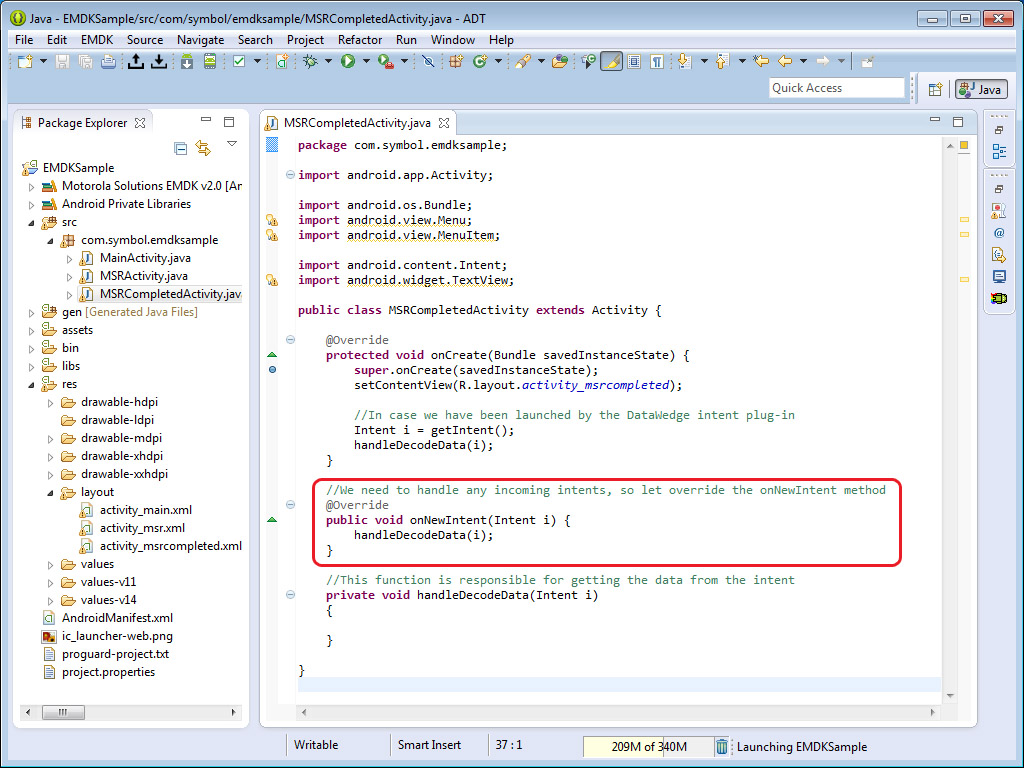 Java - EMDKSample/src/com/symbol/emdksample/MSRCompletedActivity.java - ADT
File Edit EMDK Source Navigate Search Project Refactor Run Window Help
Quick Access
Java
Package Explorer
EMDKSample
Motorola Solutions EMDK v2.0 [Ar
Android Private Libraries
src
com.symbol.emdksample
MainActivity.java
MSRActivity.java
MSRCompletedActivity.java
gen [Generated Java Files]
assets
bin
libs
res
drawable-hdpi
drawable-ldpi
drawable-mdpi
drawable-xhdpi
drawable-xxhdpi
layout
activity_main.xml
activity_msr.xml
activity_msrcompleted.xml
values
values-v11
values-v14
AndroidManifest.xml
ic_launcher-web.png
proguard-project.txt
project.properties
MSRCompletedActivity.java
package com.symbol.emdksample;
import android.app.Activity;
import android.os.Bundle;
import android.view.Menu;
import android.view.MenuItem;
import android.content.Intent;
import android.widget.TextView;
public class MSRCompletedActivity extends Activity {
@Override
protected void onCreate(Bundle savedInstanceState) {
super.onCreate(savedInstanceState);
setContentView(R.layout.activity_msrcompleted);
//In case we have been launched by the DataWedge intent plug-in
Intent i = getIntent();
handleDecodeData(i);
}
//We need to handle any incoming intents, so let override the onNewIntent method
@Override
public void onNewIntent(Intent i) {
handleDecodeData(i);
}
//This function is responsible for getting the data from the intent
private void handleDecodeData(Intent i)
{
}
}
Writable Smart Insert 37 : 1 209M of 340M Launching EMDKSample